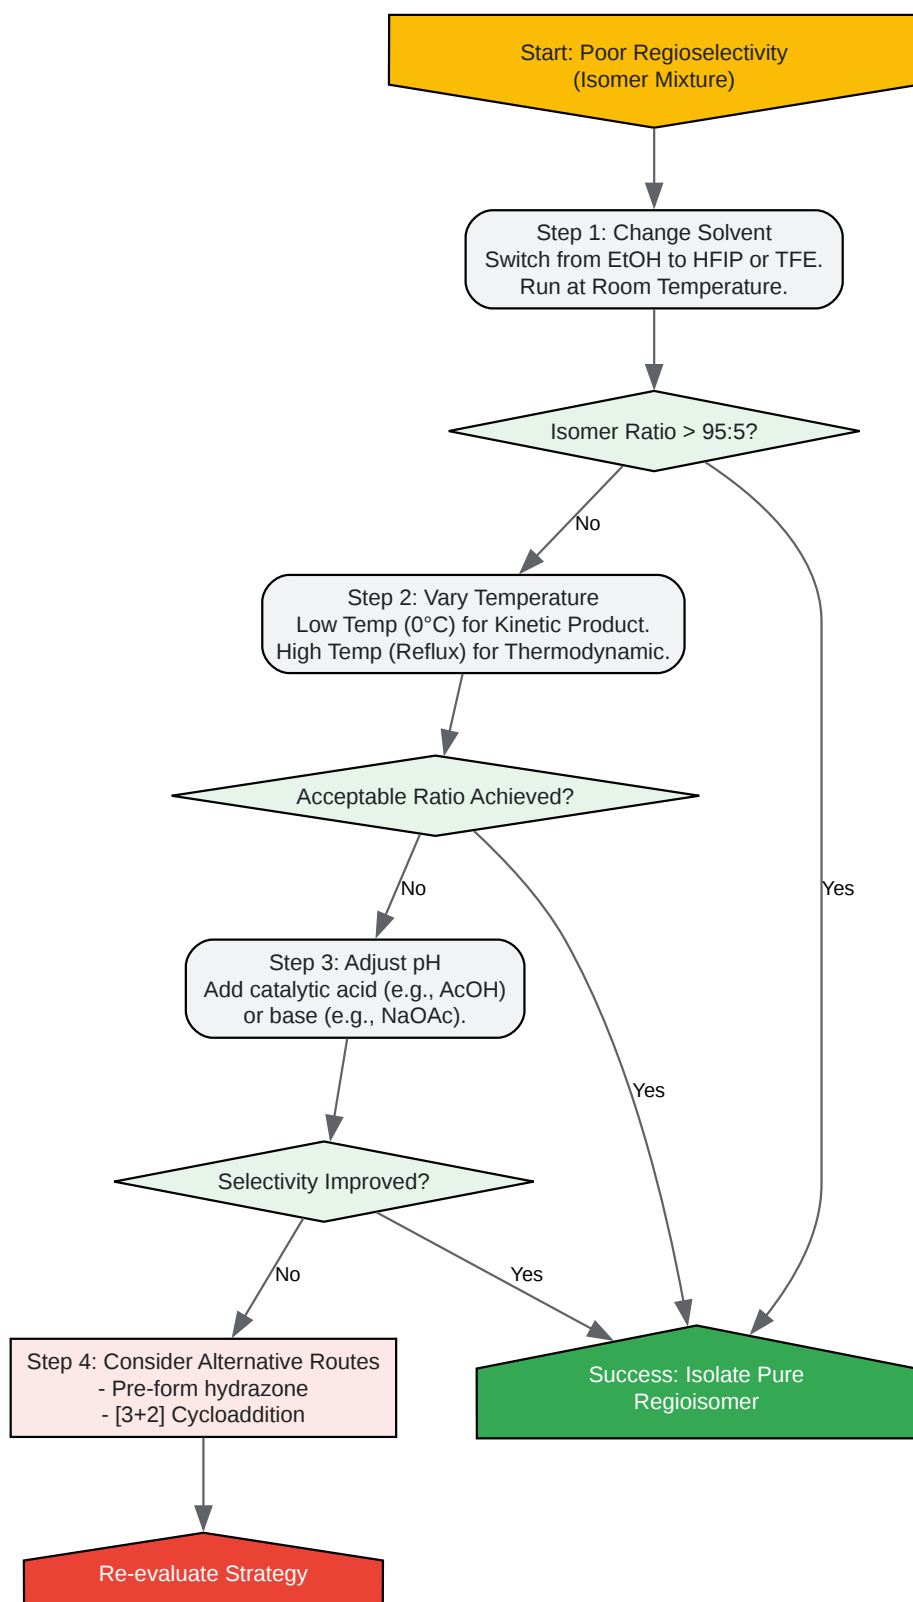 Start: Poor Regioselectivity
(Isomer Mixture)
Step 1: Change Solvent
Switch from EtOH to HFIP or TFE.
Run at Room Temperature.
Isomer Ratio > 95:5?
No
Step 2: Vary Temperature
Low Temp (0°C) for Kinetic Product.
High Temp (Reflux) for Thermodynamic.
Acceptable Ratio Achieved?
No
Yes
Step 3: Adjust pH
Add catalytic acid (e.g., AcOH)
or base (e.g., NaOAc).
Yes
Selectivity Improved?
No
Yes
Step 4: Consider Alternative Routes
- Pre-form hydrazone
- [3+2] Cycloaddition
Success: Isolate Pure
Regioisomer
Re-evaluate Strategy